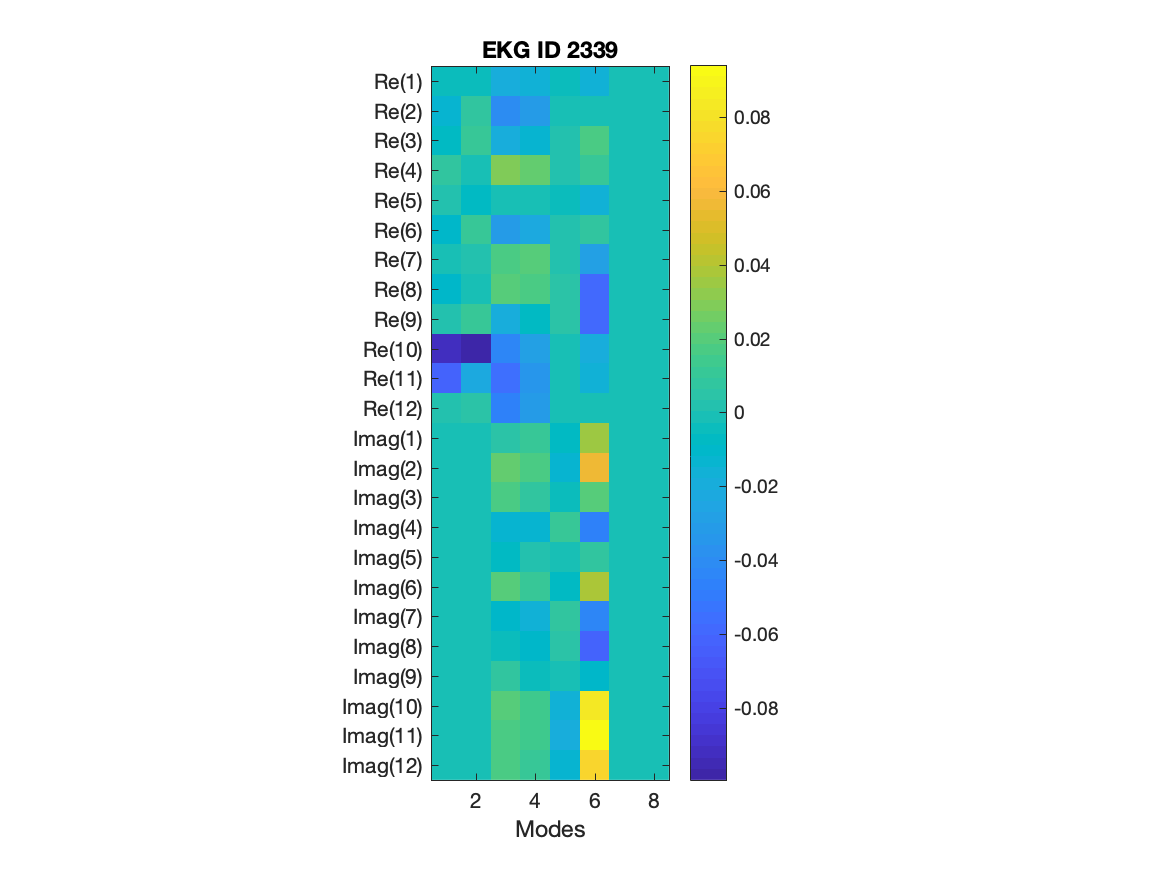 EKG ID 2339
Re(1)
Re(2)
Re(3)
Re(4)
Re(5)
Re(6)
Re(7)
Re(8)
Re(9)
Re(10)
Re(11)
Re(12)
Imag(1)
Imag(2)
Imag(3)
Imag(4)
Imag(5)
Imag(6)
Imag(7)
Imag(8)
Imag(9)
Imag(10)
Imag(11)
Imag(12)
2 4 6 8
Modes
0.08
0.06
0.04
0.02
0
-0.02
-0.04
-0.06
-0.08